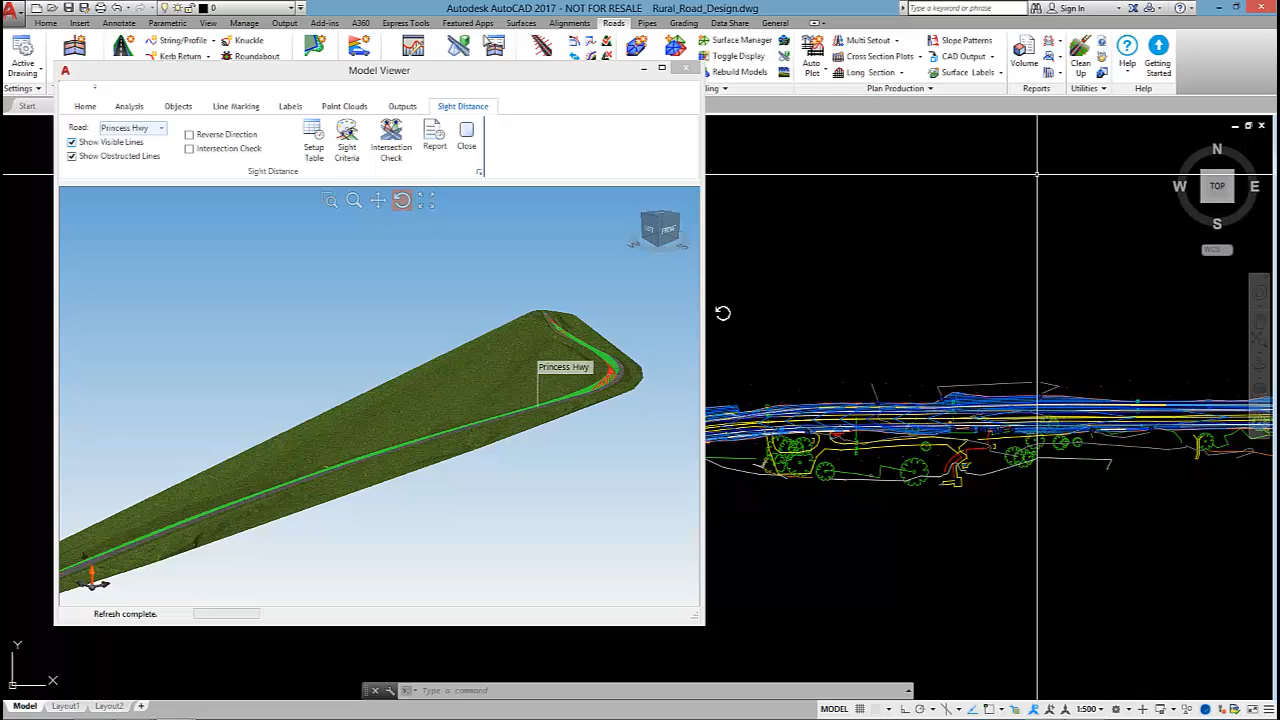 Autodesk AutoCAD 2017 - NOT FOR RESALE Rural_Road_Design.dwg
0
Type a keyword or phrase
Sign In
Home Insert Annotate Parametric View Manage Output Add-ins A360 Express Tools Featured Apps Surfaces Alignments Roads Pipes Grading Data Share General
String/Profile
Knuckle
Kerb Return
Roundabout
Active
Drawing
Settings
Surface Manager
Toggle Display
Rebuild Models
Auto
Plot
Multi Setout
Cross Section Plots
Long Section
Slope Patterns
CAD Output
Surface Labels
Plan Production
Volume
Reports
Clean
Up
Utilities
Help
Getting
Started
Help
Start
Model Viewer
Home Analysis Objects Line Marking Labels Point Clouds Outputs Sight Distance
Road: Princess Hwy
Show Visible Lines
Show Obstructed Lines
Reverse Direction
Intersection Check
Setup
Table
Sight
Criteria
Intersection
Check
Report
Close
Sight Distance
Princess Hwy
Refresh complete.
N
W TOP E
S
WCS
Y
X
Type a command
Model Layout1 Layout2 +
MODEL
1:500